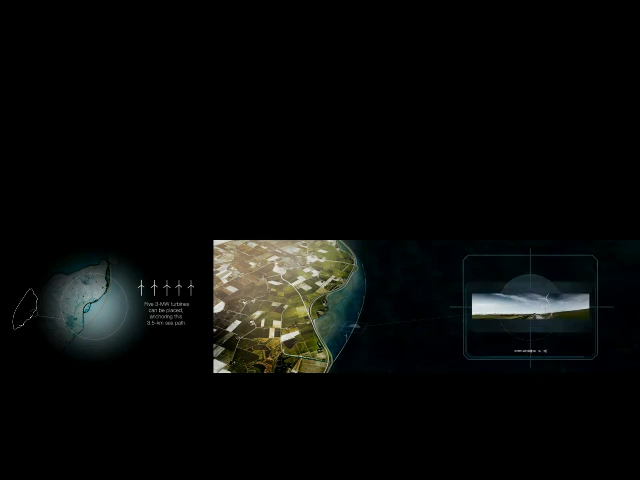 Five 3-MW turbines
can be placed,
anchoring this
3,5-km sea path